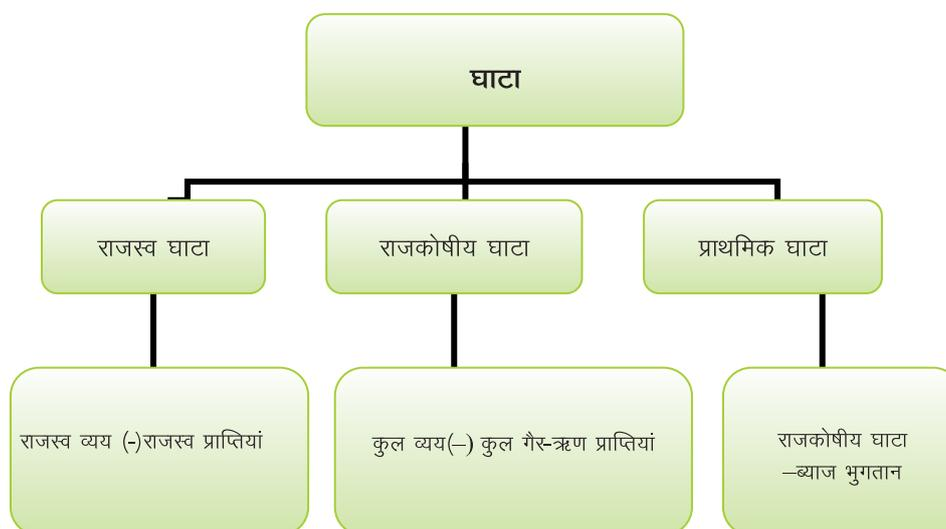 घाटा
राजस्व घाटा
राजकोषीय घाटा
प्राथमिक घाटा
राजस्व व्यय (-)राजस्व प्राप्तियां
कुल व्यय(–) कुल गैर-ऋण प्राप्तियां
राजकोषीय घाटा
–ब्याज भुगतान